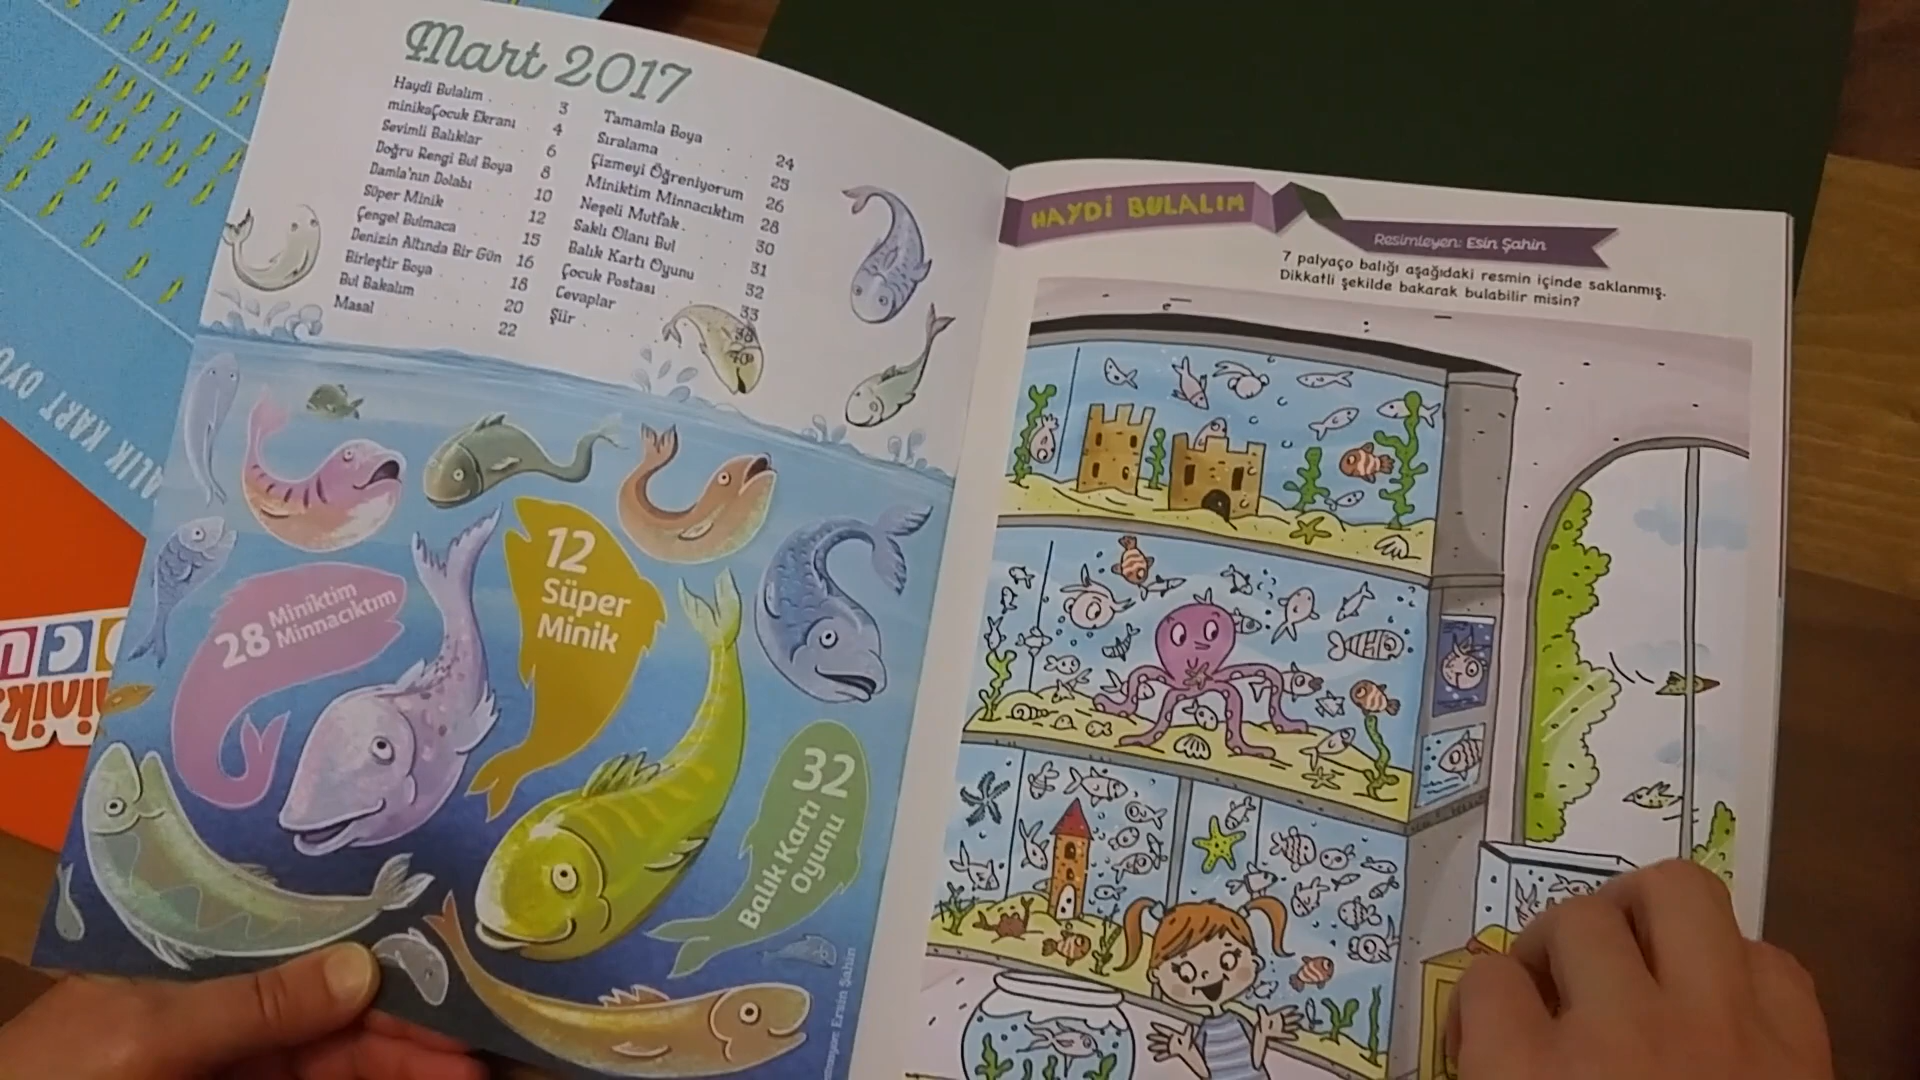 Mart 2017
Haydi Bulalım . . . . 3
minikaÇocuk Ekranı . 4
Sevimli Balıklar . . . . 6
Doğru Rengi Bul Boya 8
Damla'nın Dolabı . . . 10
Süper Minik . . . . . 12
Çengel Bulmaca . . . . 15
Denizin Altında Bir Gün 16
Birleştir Boya . . . . 18
Bul Bakalım . . . . . 20
Masal . . . . . . 22
Tamamla Boya . . . 24
Sıralama . . . . . 25
Çizmeyi Öğreniyorum 26
Miniktim Minnacıktım 28
Neşeli Mutfak . . . . 30
Saklı Olanı Bul . . . . 31
Balık Kartı Oyunu . . 32
Çocuk Postası . . . . 33
Cevaplar
Şiir
28 Miniktim
Minnacıktım
12
Süper
Minik
32
Balık Kartı
Oyunu
Ersin Şahin
HAYDİ BULALIM
Resimleyen: Esin Şahin
7 palyaço balığı aşağıdaki resmin içinde saklanmış.
Dikkatli şekilde bakarak bulabilir misin?
KART